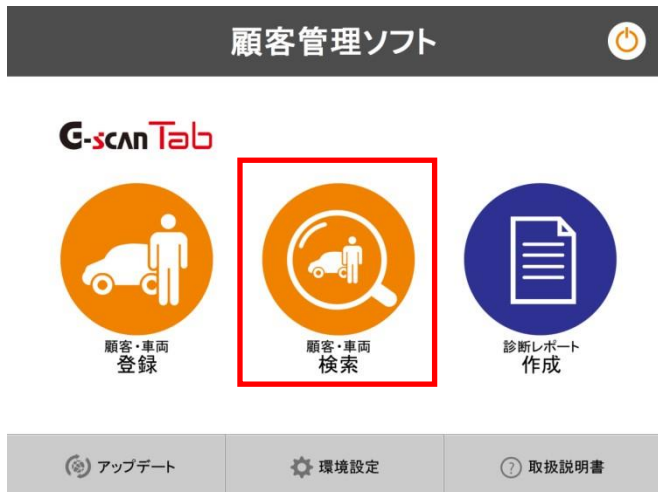 顧客管理ソフト
G-scan Tab
顧客・車両
登録
顧客・車両
検索
診断レポート
作成
アップデート
環境設定
? 取扱説明書